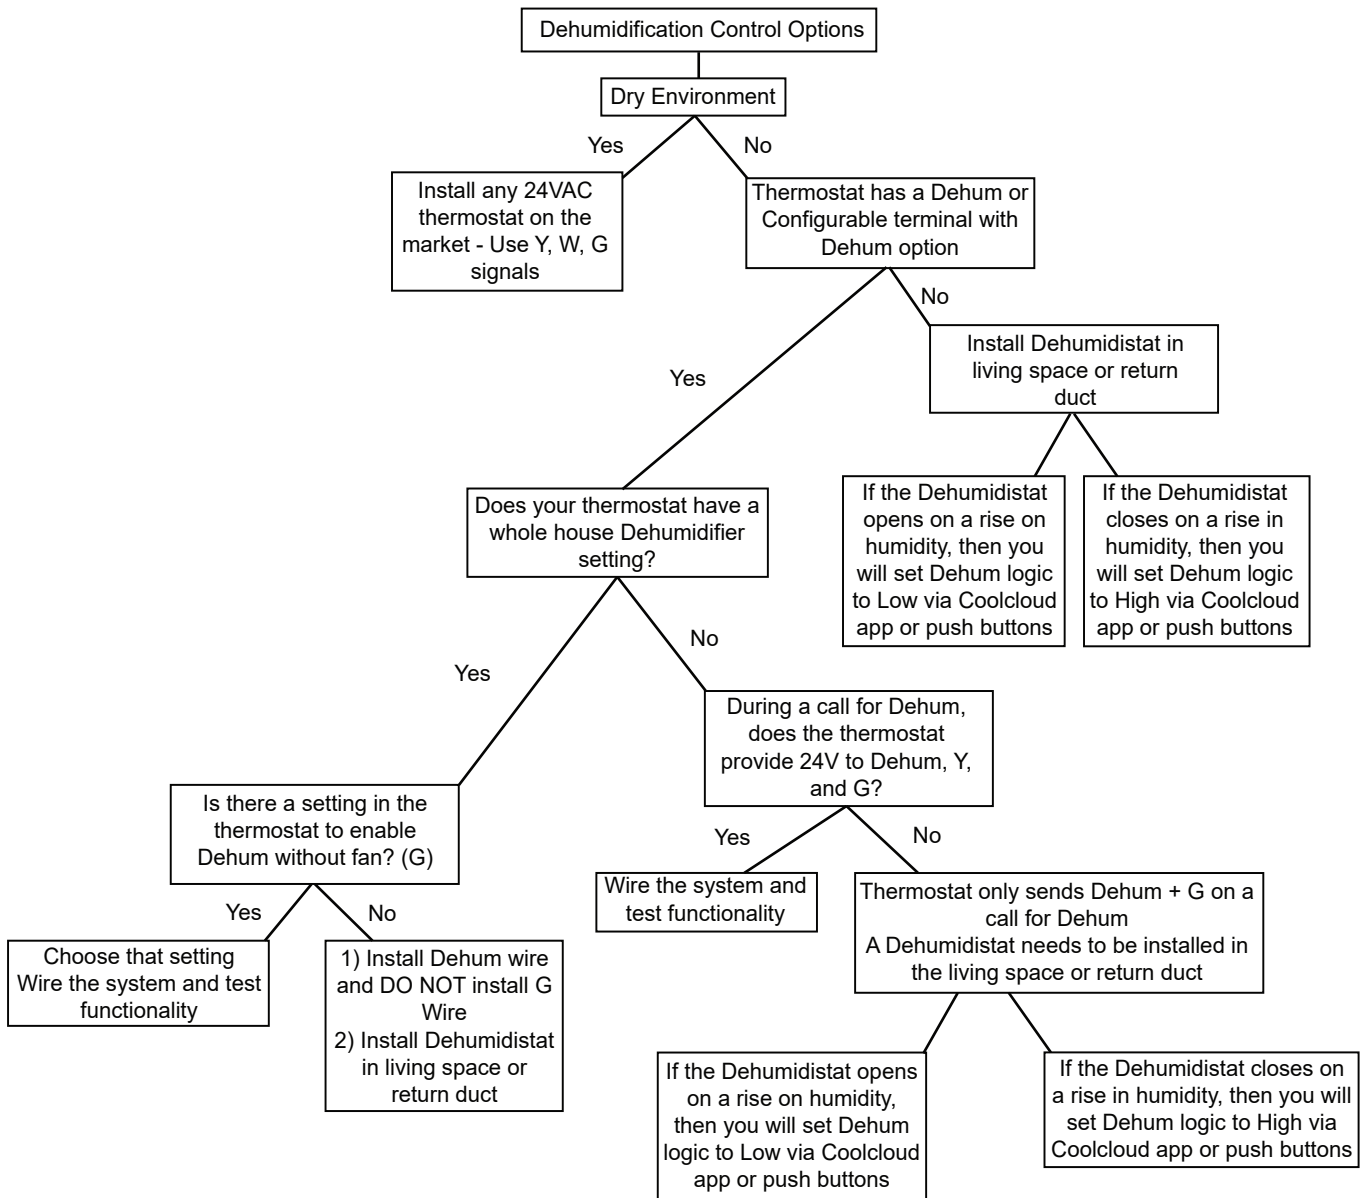 Dehumidification Control Options
Dry Environment
Yes
No
Install any 24VAC
thermostat on the
market - Use Y, W, G
signals
Thermostat has a Dehum or
Configurable terminal with
Dehum option
No
Install Dehumidistat in
living space or return
duct
Yes
If the Dehumidistat
opens on a rise on
humidity, then you
will set Dehum logic
to Low via Coolcloud
app or push buttons
If the Dehumidistat
closes on a rise in
humidity, then you
will set Dehum logic
to High via Coolcloud
app or push buttons
Does your thermostat have a
whole house Dehumidifier
setting?
No
Yes
During a call for Dehum,
does the thermostat
provide 24V to Dehum, Y,
and G?
Is there a setting in the
thermostat to enable
Dehum without fan? (G)
Yes
No
Wire the system and
test functionality
Thermostat only sends Dehum + G on a
call for Dehum
A Dehumidistat needs to be installed in
the living space or return duct
Yes
No
Choose that setting
Wire the system and test
functionality
1) Install Dehum wire
and DO NOT install G
Wire
2) Install Dehumidistat
in living space or
return duct
If the Dehumidistat opens
on a rise on humidity,
then you will set Dehum
logic to Low via Coolcloud
app or push buttons
If the Dehumidistat closes on
a rise in humidity, then you will
set Dehum logic to High via
Coolcloud app or push buttons